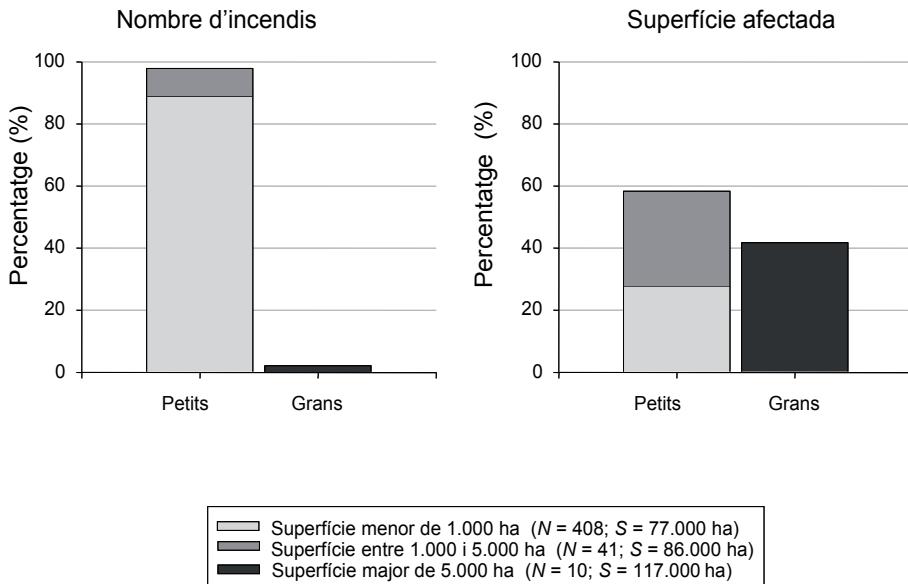 Nombre d'incendis
Superfície afectada
Percentatge (%)
100
80
60
40
20
0
Petits
Grans
Percentatge (%)
100
80
60
40
20
0
Petits
Grans
Superfície menor de 1.000 ha (N = 408; S = 77.000 ha)
Superfície entre 1.000 i 5.000 ha (N = 41; S = 86.000 ha)
Superfície major de 5.000 ha (N = 10; S = 117.000 ha)